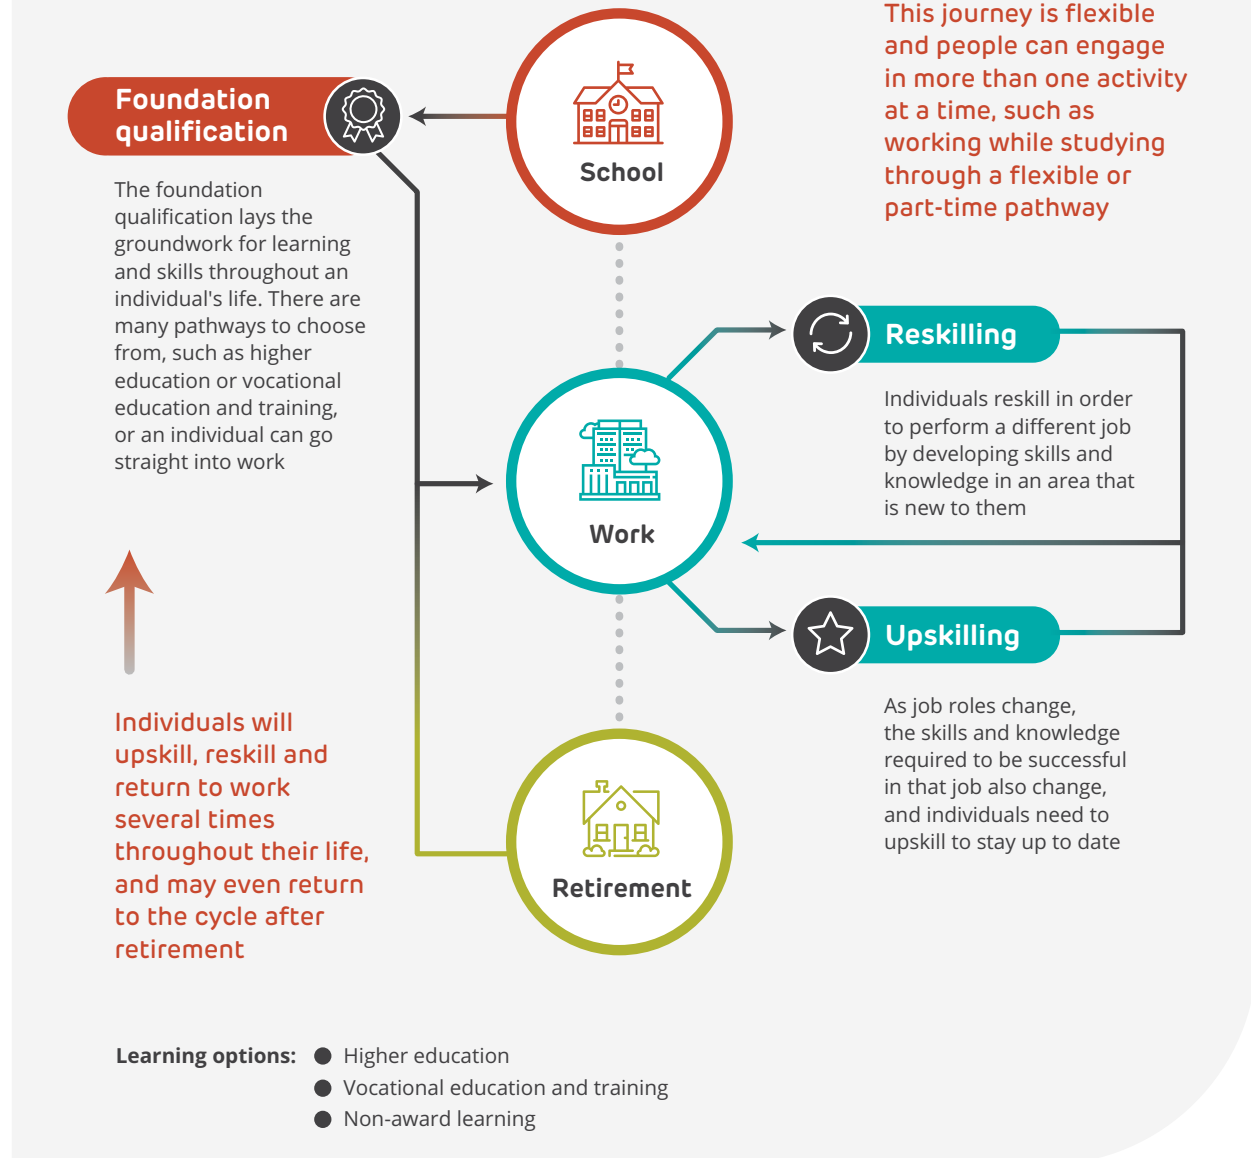 This journey is flexible
and people can engage
in more than one activity
at a time, such as
working while studying
through a flexible or
part-time pathway
Foundation
qualification
School
The foundation
qualification lays the
groundwork for learning
and skills throughout an
individual's life. There are
many pathways to choose
from, such as higher
education or vocational
education and training,
or an individual can go
straight into work
Reskilling
Individuals reskill in order
to perform a different job
by developing skills and
knowledge in an area that
is new to them
Work
Upskilling
As job roles change,
the skills and knowledge
required to be successful
in that job also change,
and individuals need to
upskill to stay up to date
Individuals will
upskill, reskill and
return to work
several times
throughout their life,
and may even return
to the cycle after
retirement
Retirement
Learning options:
Higher education
Vocational education and training
Non-award learning